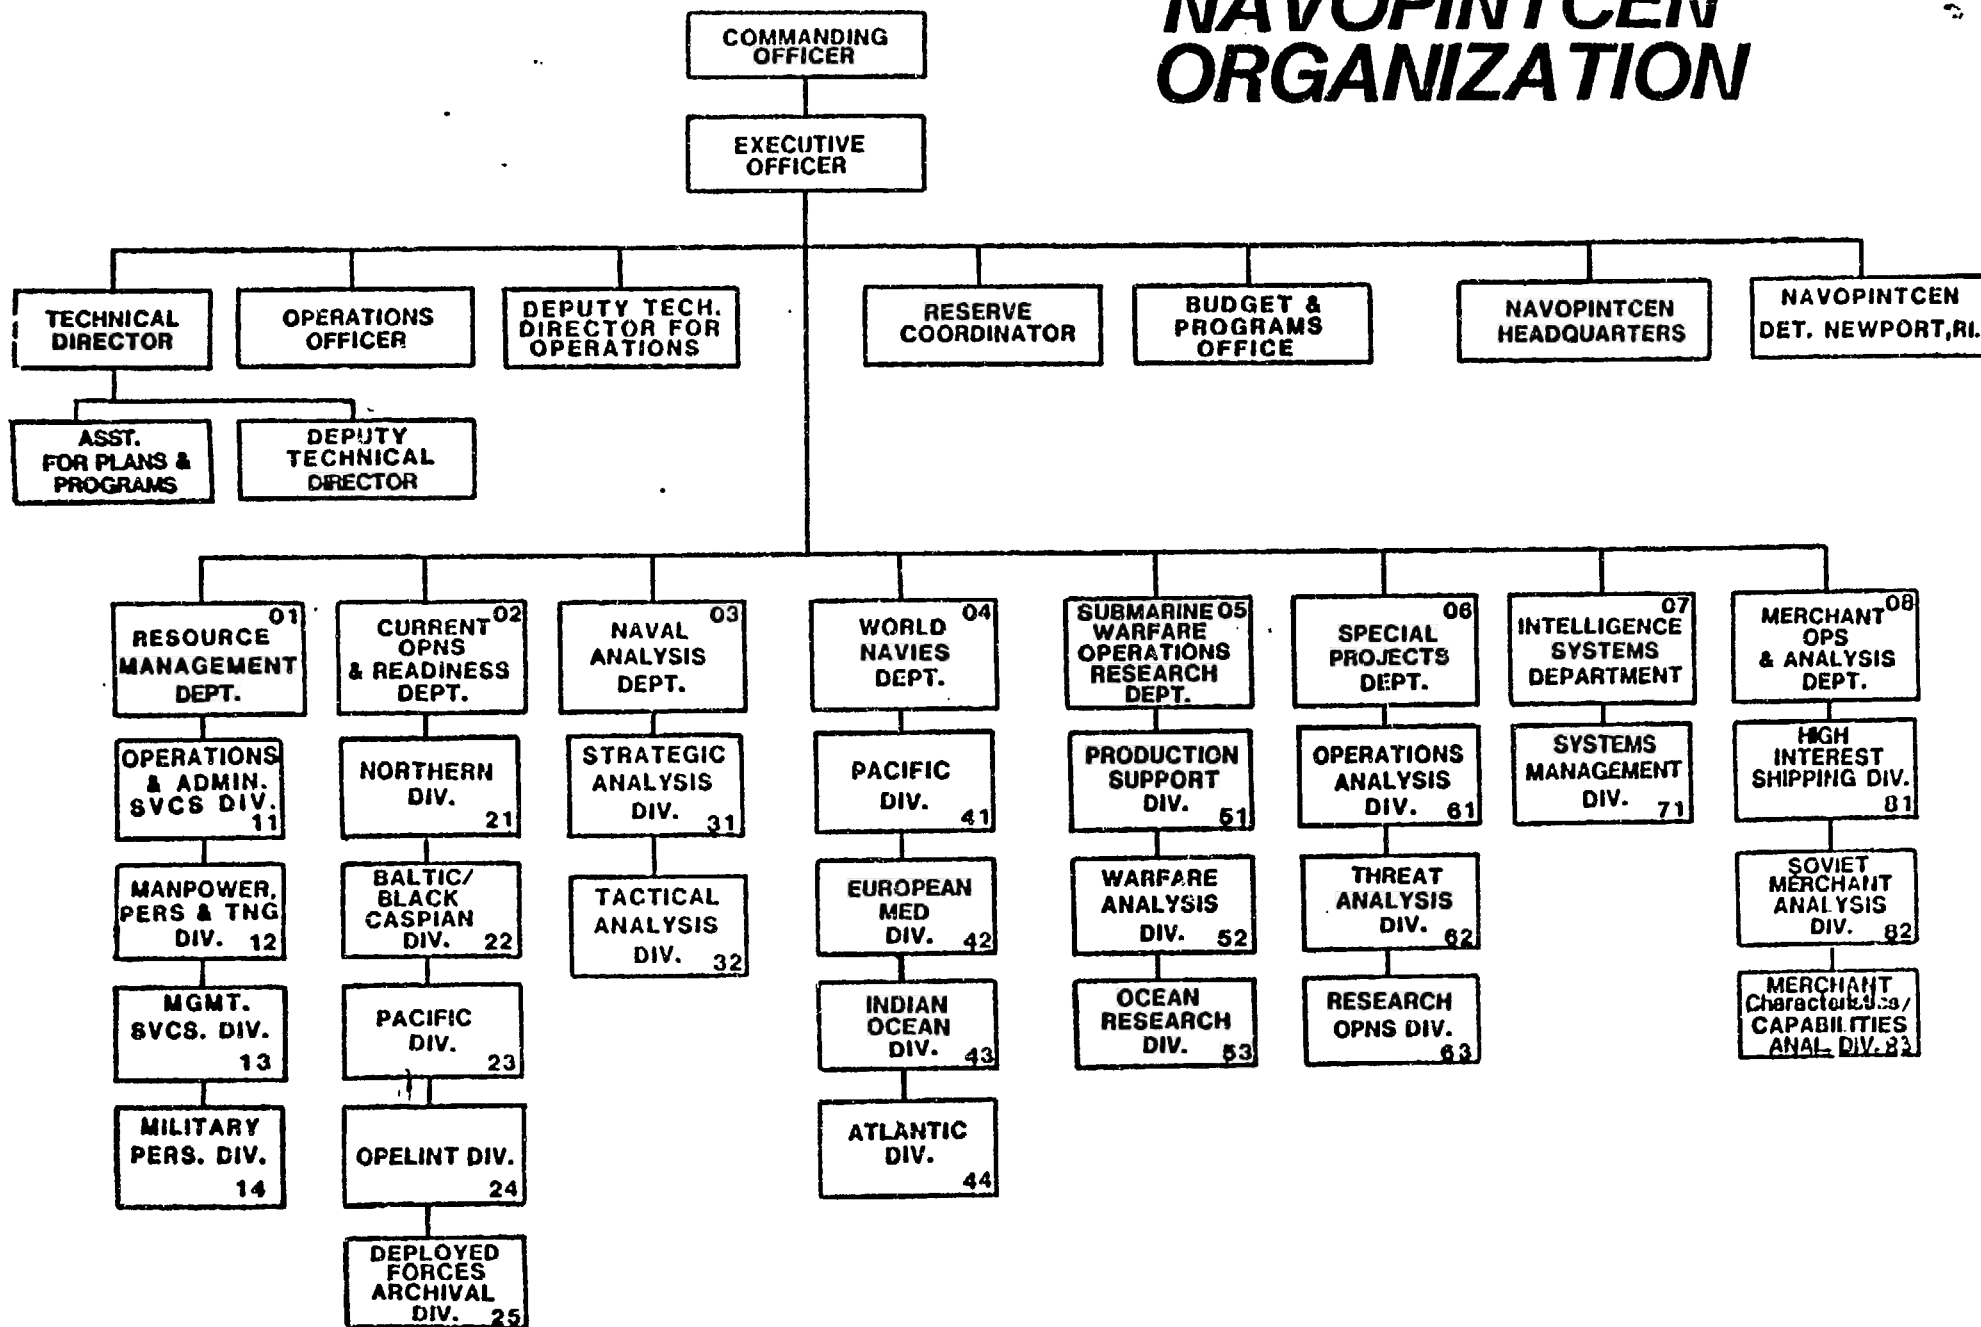 NAVOPINTCEN
ORGANIZATION
COMMANDING
OFFICER
EXECUTIVE
OFFICER
TECHNICAL
DIRECTOR
OPERATIONS
OFFICER
DEPUTY TECH.
DIRECTOR FOR
OPERATIONS
RESERVE
COORDINATOR
BUDGET &
PROGRAMS
OFFICE
NAVOPINTCEN
HEADQUARTERS
NAVOPINTCEN
DET. NEWPORT, RI.
ASST.
FOR PLANS &
PROGRAMS
DEPUTY
TECHNICAL
DIRECTOR
01
RESOURCE
MANAGEMENT
DEPT.
OPERATIONS
& ADMIN.
SVCS DIV.
11
MANPOWER,
PERS & TNG
DIV. 12
MGMT.
SVCS. DIV.
13
MILITARY
PERS. DIV.
14
CURRENT 02
OPNS
& READINESS
DEPT.
NORTHERN
DIV.
21
BALTIC/
BLACK
CASPIAN
DIV. 22
PACIFIC
DIV.
23
OPELINT DIV.
24
DEPLOYED
FORCES
ARCHIVAL
DIV. 25
03
NAVAL
ANALYSIS
DEPT.
STRATEGIC
ANALYSIS
DIV. 31
TACTICAL
ANALYSIS
DIV. 32
04
WORLD
NAVIES
DEPT.
PACIFIC
DIV.
41
EUROPEAN
MED
DIV. 42
INDIAN
OCEAN
DIV. 43
ATLANTIC
DIV.
44
SUBMARINE 05
WARFARE
OPERATIONS
RESEARCH
DEPT.
PRODUCTION
SUPPORT
DIV. 51
WARFARE
ANALYSIS
DIV. 52
OCEAN
RESEARCH
DIV. 53
06
SPECIAL
PROJECTS
DEPT.
OPERATIONS
ANALYSIS
DIV. 61
THREAT
ANALYSIS
DIV. 62
RESEARCH
OPNS DIV.
63
07
INTELLIGENCE
SYSTEMS
DEPARTMENT
SYSTEMS
MANAGEMENT
DIV. 71
MERCHANT 08
OPS
& ANALYSIS
DEPT.
HIGH
INTEREST
SHIPPING DIV.
81
SOVIET
MERCHANT
ANALYSIS
DIV. 82
MERCHANT
Characteristics/
CAPABILITIES
ANAL. DIV. 83